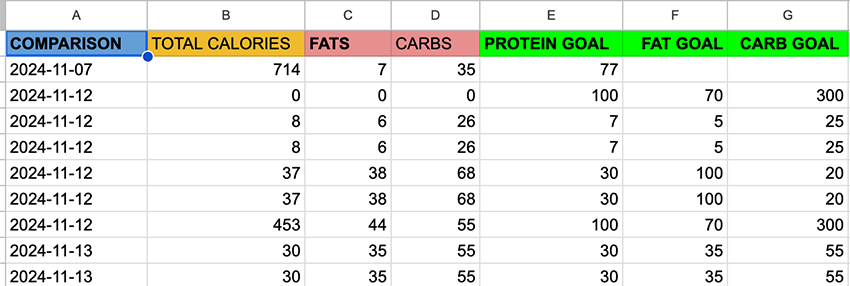 A B C D E F G
COMPARISON TOTAL CALORIES FATS CARBS PROTEIN GOAL FAT GOAL CARB GOAL
2024-11-07 714 7 35 77
2024-11-12 0 0 0 100 70 300
2024-11-12 8 6 26 7 5 25
2024-11-12 8 6 26 7 5 25
2024-11-12 37 38 68 30 100 20
2024-11-12 37 38 68 30 100 20
2024-11-12 453 44 55 100 70 300
2024-11-13 30 35 55 30 35 55
2024-11-13 30 35 55 30 35 55